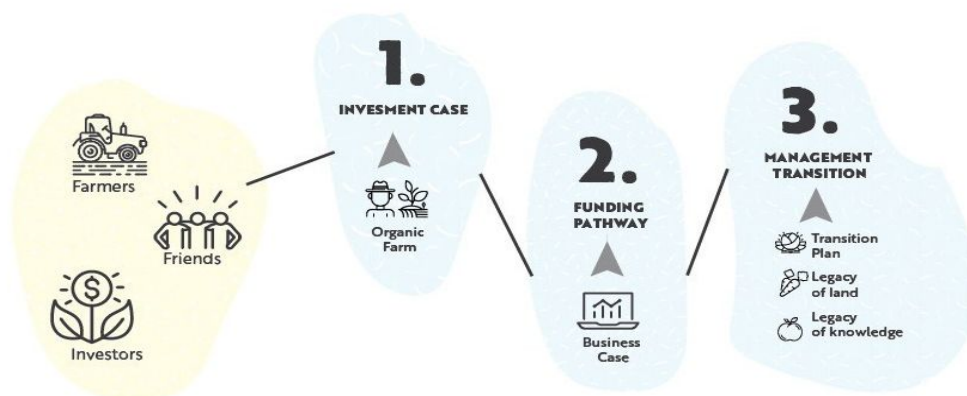 Farmers
Friends
$
Investors
1.
INVESMENT CASE
Organic
Farm
2.
FUNDING
PATHWAY
Business
Case
3.
MANAGEMENT
TRANSITION
Transition
Plan
Legacy
of land
Legacy
of knowledge